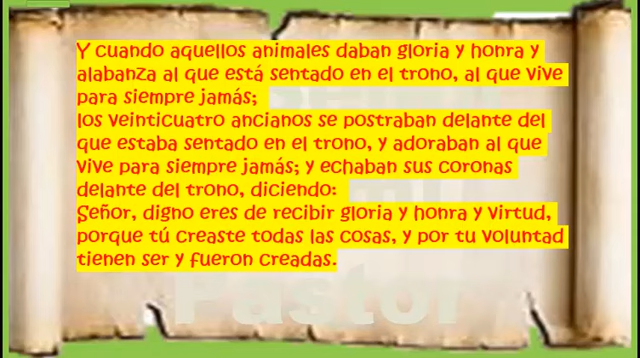 Y cuando aquellos animales daban gloria y honra y
alabanza al que está sentado en el trono, al que vive
para siempre jamás;
los veinticuatro ancianos se postraban delante del
que estaba sentado en el trono, y adoraban al que
vive para siempre jamás; y echaban sus coronas
delante del trono, diciendo:
Señor, digno eres de recibir gloria y honra y virtud,
porque tú creaste todas las cosas, y por tu voluntad
tienen ser y fueron creadas.
Pastor